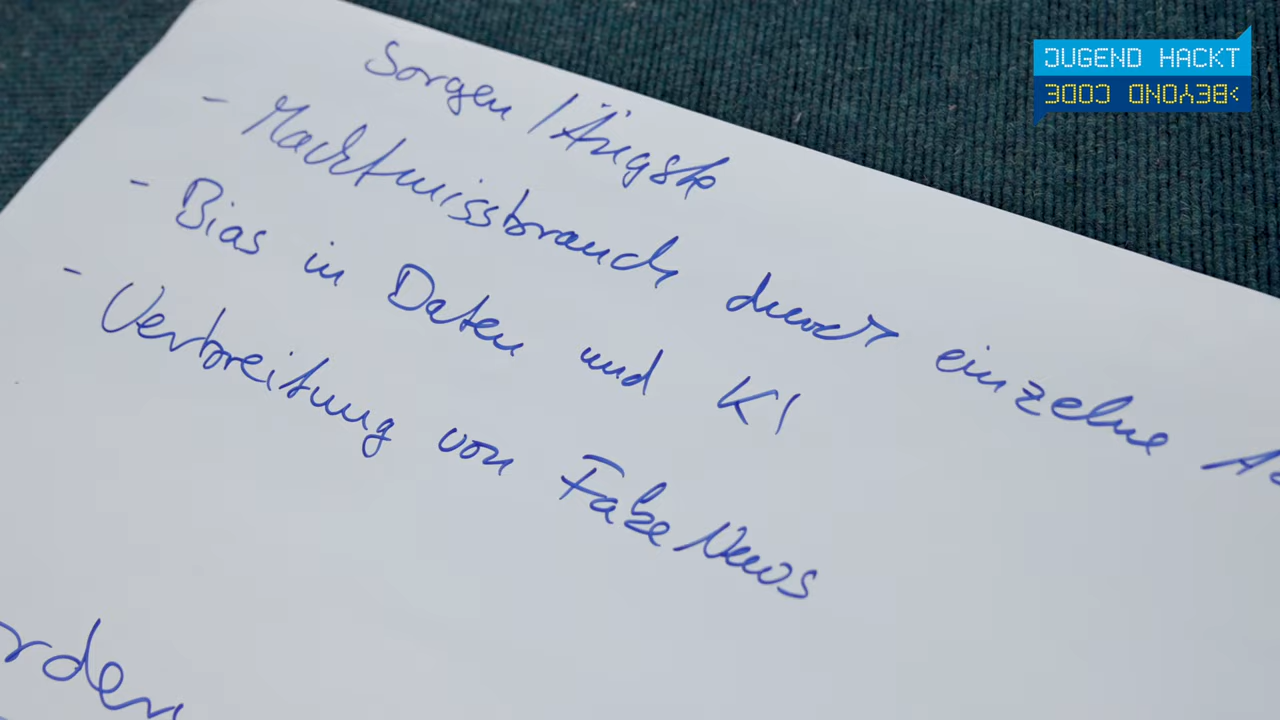 JUGEND HACKT
>BEYOND CODE
Sorgen / Ängste
- Machtmissbrauch durch einzelne
- Bias in Daten und KI
- Verbreitung von Fake News